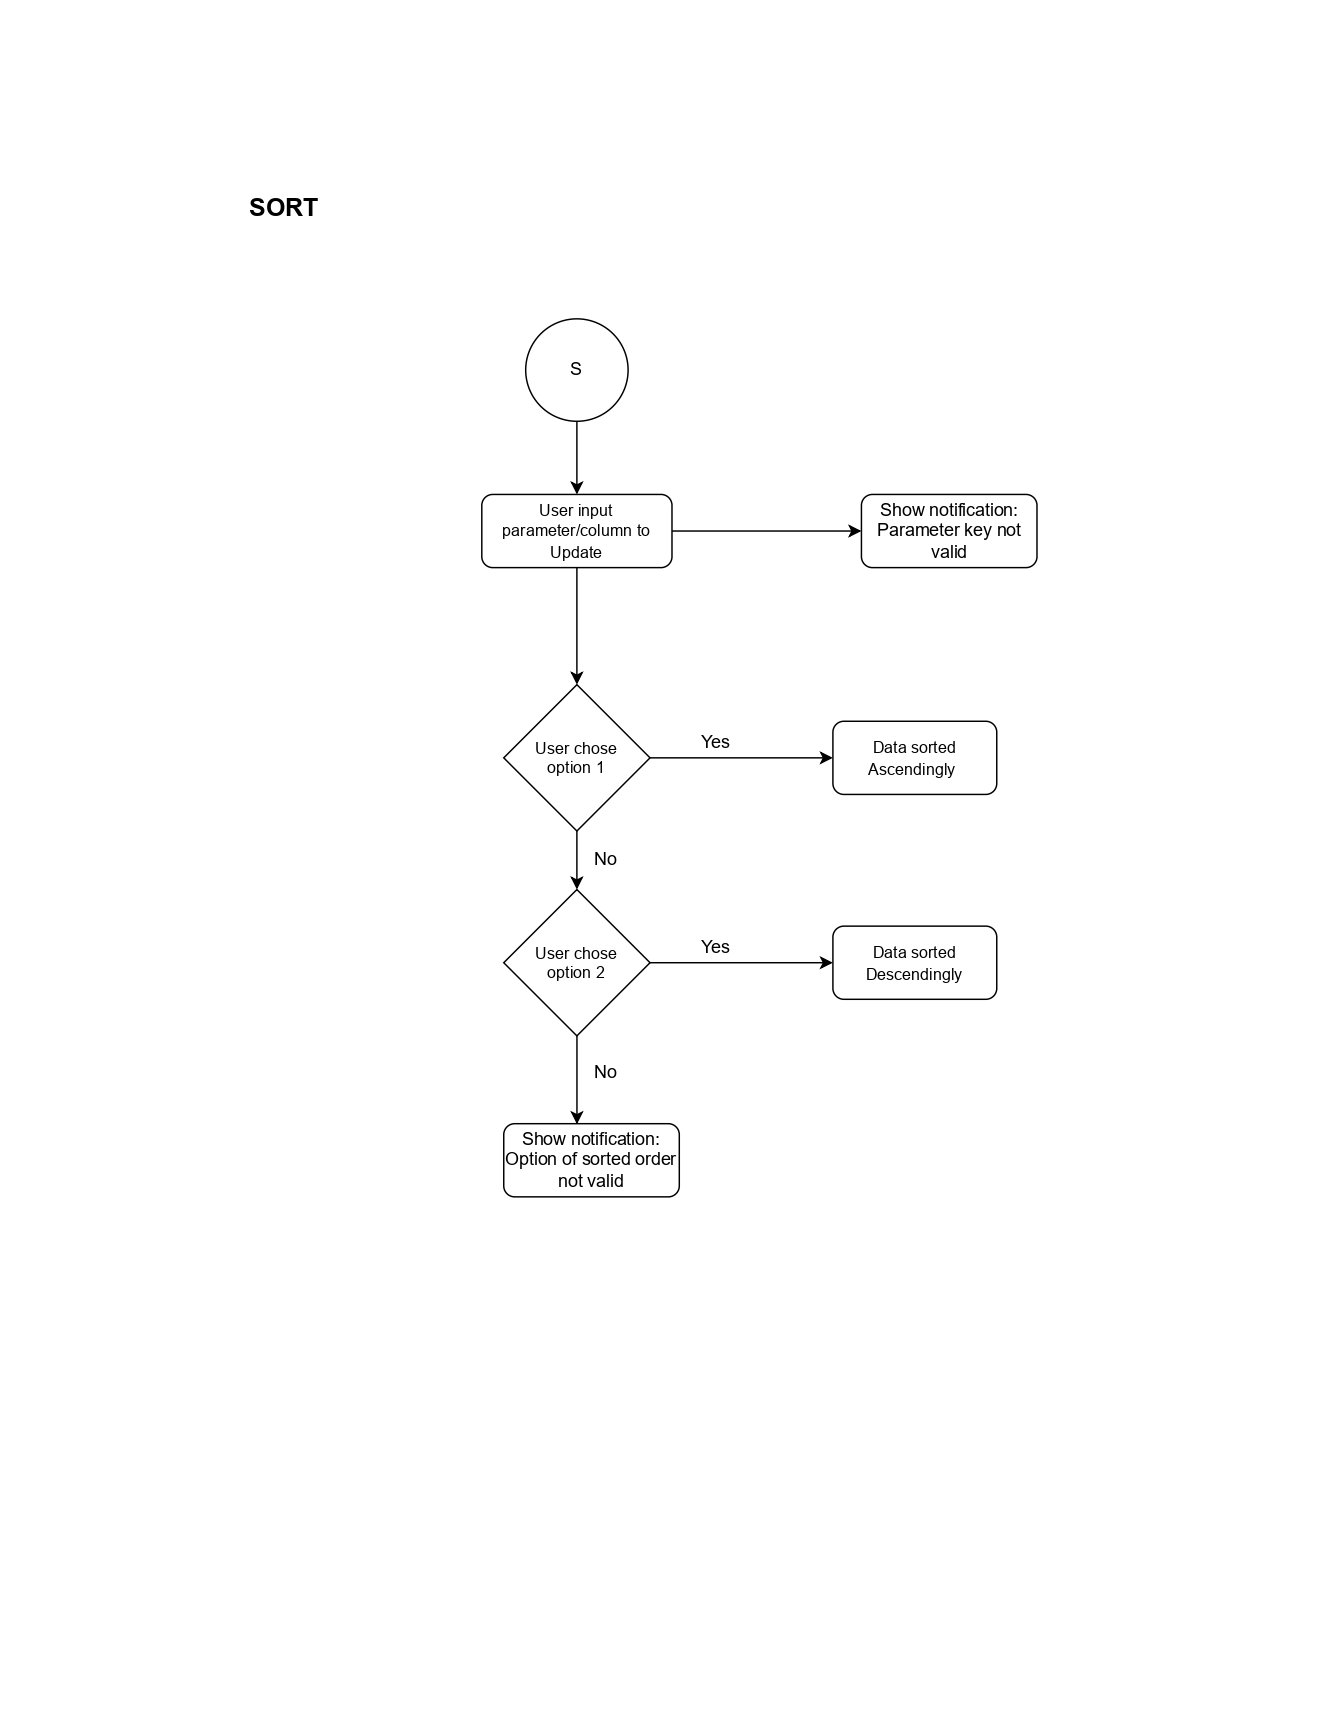 SORT
S
User input
parameter/column to
Update
Show notification:
Parameter key not
valid
User chose
option 1
Yes
Data sorted
Ascendingly
No
User chose
option 2
Yes
Data sorted
Descendingly
No
Show notification:
Option of sorted order
not valid